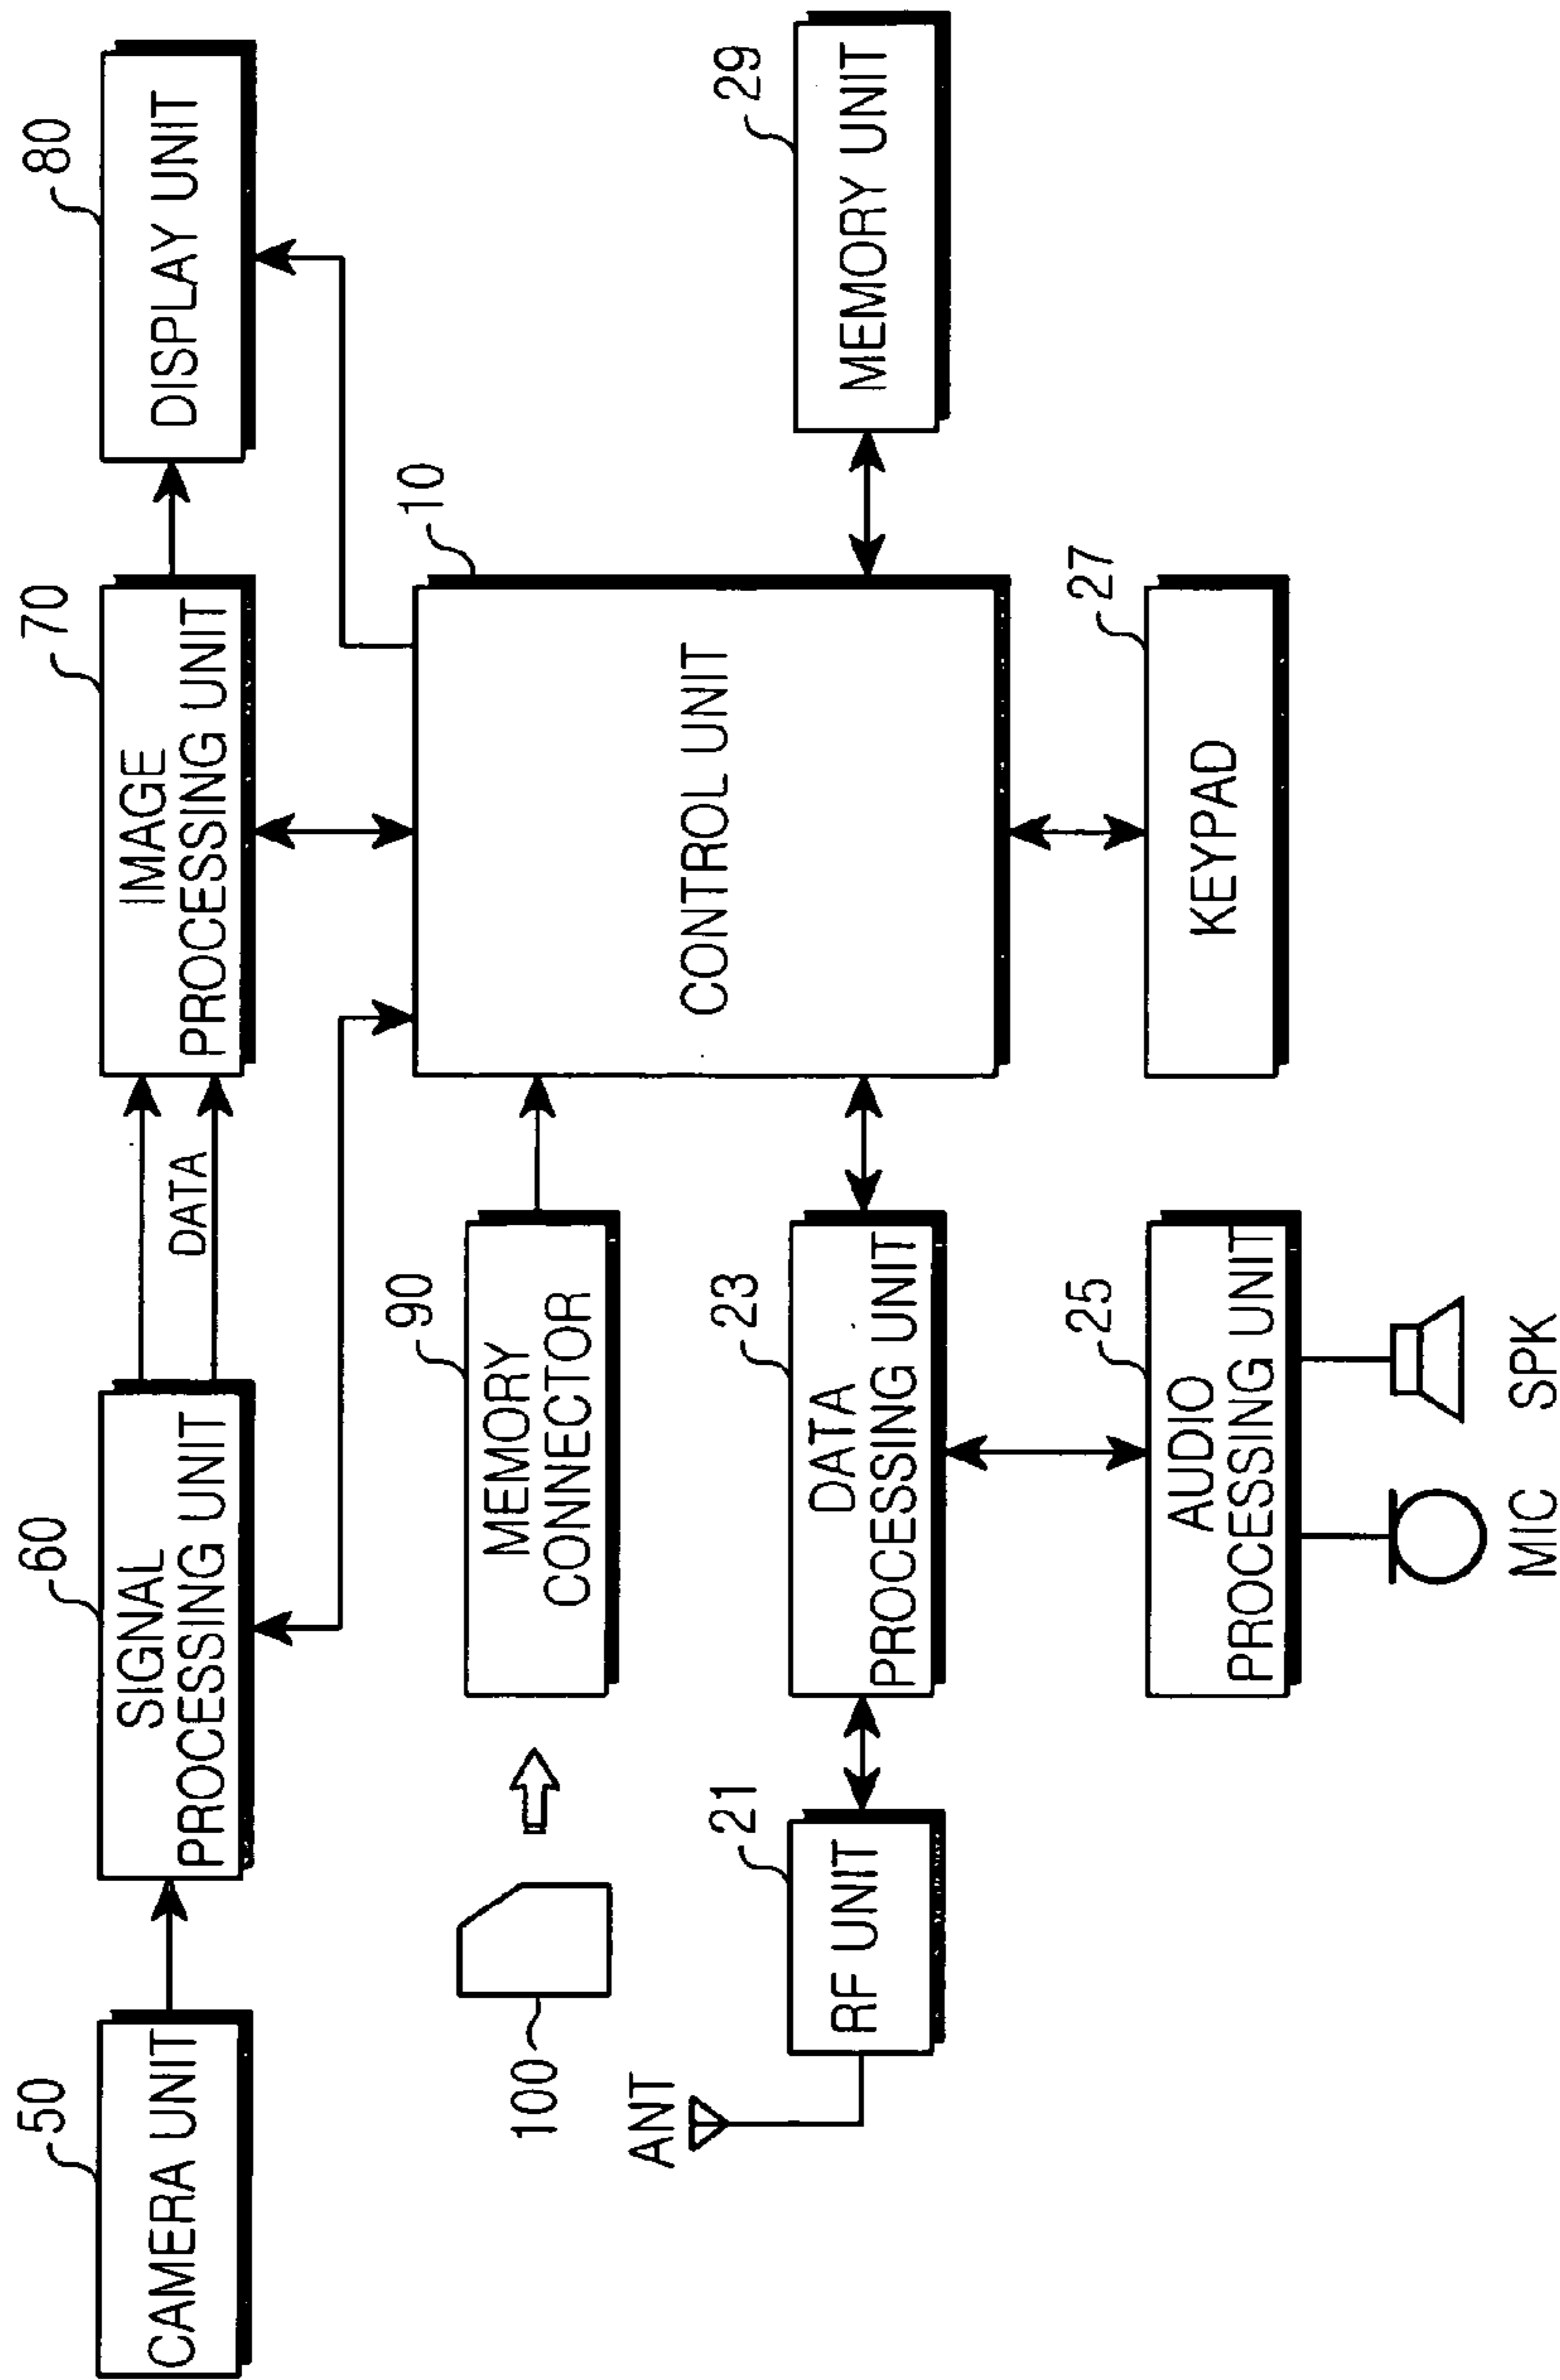 50
CAMERA UNIT
60
SIGNAL
PROCESSING UNIT
DATA
70
IMAGE
PROCESSING UNIT
80
DISPLAY UNIT
100
90
MEMORY
CONNECTOR
10
CONTROL UNIT
ANT
21
RF UNIT
23
DATA
PROCESSING UNIT
29
MEMORY UNIT
25
AUDIO
PROCESSING UNIT
27
KEYPAD
MIC
SPK